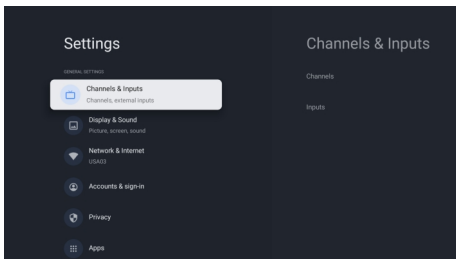 Settings
GENERAL SETTINGS
Channels & Inputs
Channels, external inputs
Display & Sound
Picture, screen, sound
Network & Internet
USA03
Accounts & sign-in
Privacy
Apps
Channels & Inputs
Channels
Inputs